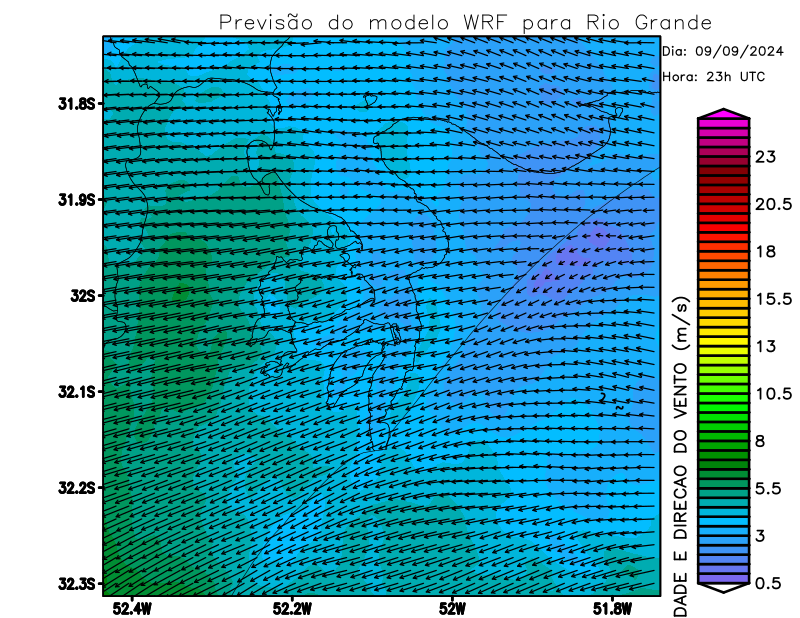 Previsão do modelo WRF para Rio Grande
Dia: 09/09/2024
Hora: 23h UTC
31.8S
31.9S
32S
32.1S
32.2S
32.3S
52.4W
52.2W
52W
51.8W
DADE E DIRECAO DO VENTO (m/s)
23
20.5
18
15.5
13
10.5
8
5.5
3
0.5